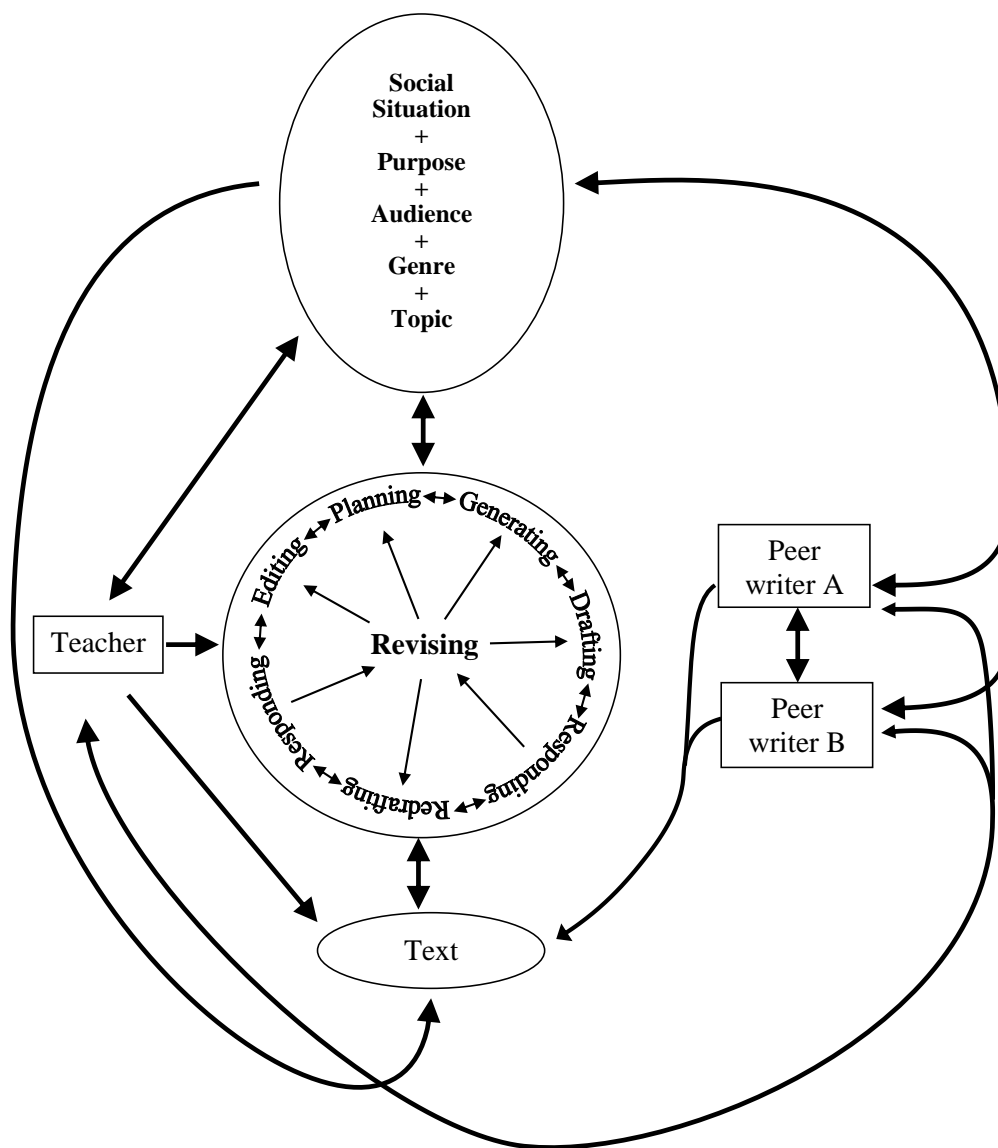 Social
Situation
+
Purpose
+
Audience
+
Genre
+
Topic
Planning
Generating
Drafting
Responding
Redrafting
Responding
Editing
Revising
Teacher
Peer
writer A
Peer
writer B
Text